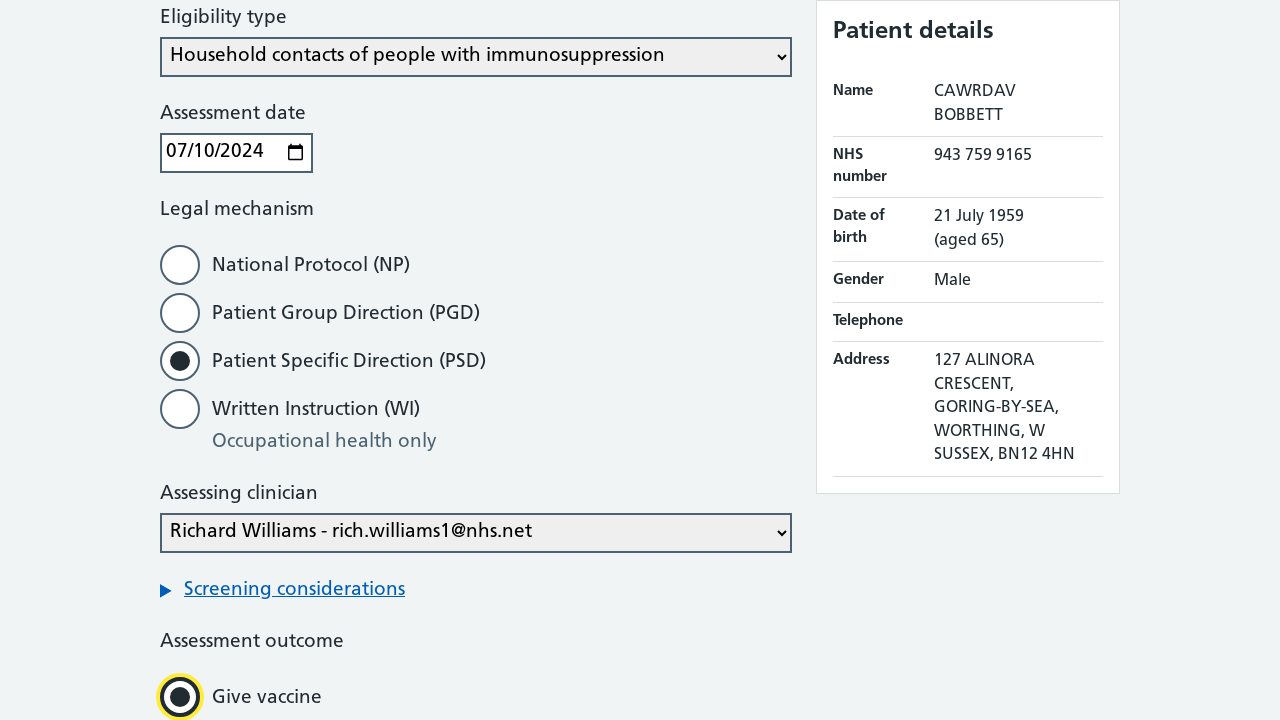 Eligibility type
Household contacts of people with immunosuppression
Assessment date
07/10/2024
Legal mechanism
National Protocol (NP)
Patient Group Direction (PGD)
Patient Specific Direction (PSD)
Written Instruction (WI)
Occupational health only
Assessing clinician
Richard Williams - rich.williams1@nhs.net
Screening considerations
Assessment outcome
Give vaccine
Patient details
Name
CAWRDAV
BOBBETT
NHS
number
943 759 9165
Date of
birth
21 July 1959
(aged 65)
Gender
Male
Telephone
Address
127 ALINORA
CRESCENT,
GORING-BY-SEA,
WORTHING, W
SUSSEX, BN12 4HN